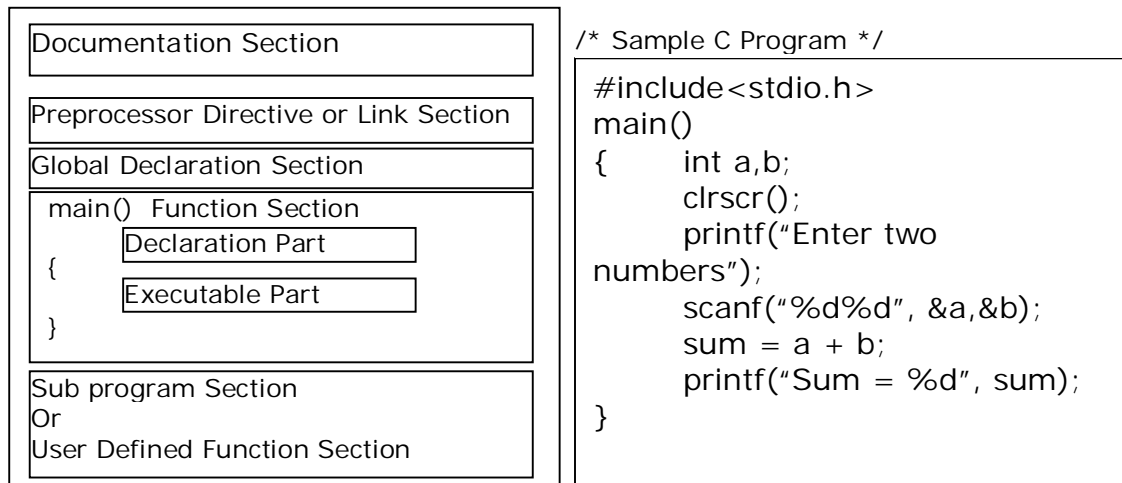 Documentation Section
Preprocessor Directive or Link Section
Global Declaration Section
main()  Function Section
Declaration Part
{
Executable Part
}
Sub program Section
Or
User Defined Function Section
/* Sample C Program */
#include<stdio.h>
main()
{      int a,b;
clrscr();
printf("Enter two
numbers");
scanf("%d%d", &a,&b);
sum = a + b;
printf("Sum = %d", sum);
}